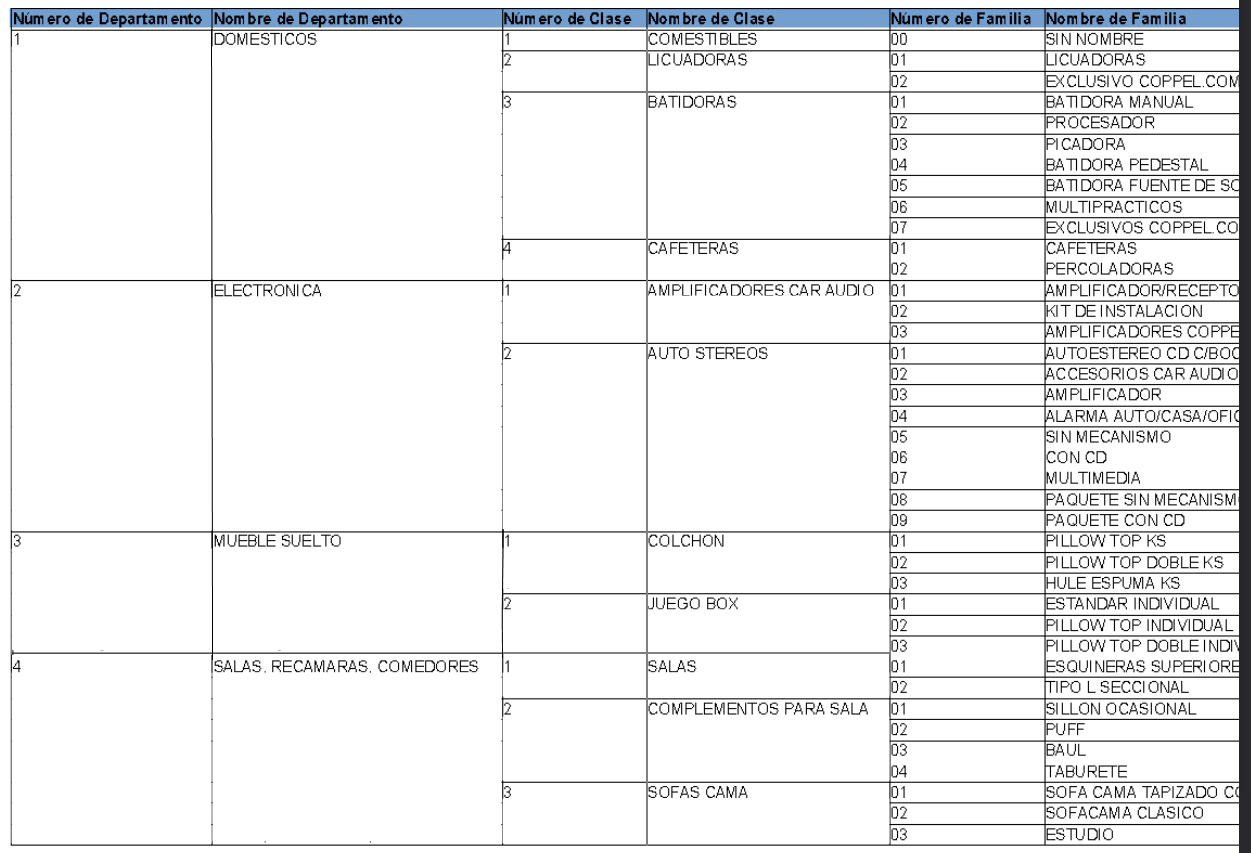 Número de Departamento Nombre de Departamento Número de Clase Nombre de Clase Número de Familia Nombre de Familia
1 DOMESTICOS 1 COMESTIBLES 00 SIN NOMBRE
2 LICUADORAS 01 LICUADORAS
02 EXCLUSIVO COPPEL.COM
3 BATIDORAS 01 BATIDORA MANUAL
02 PROCESADOR
03 PICADORA
04 BATIDORA PEDESTAL
05 BATIDORA FUENTE DE
06 MULTIPRACTICOS
07 EXCLUSIVOS COPPEL.CO
4 CAFETERAS 01 CAFETERAS
02 PERCOLADORAS
2 ELECTRONICA 1 AMPLIFICADORES CAR AUDIO 01 AMPLIFICADOR/RECEPTO
02 KIT DE INSTALACION
03 AMPLIFICADORES COPPE
2 AUTO STEREOS 01 AUTOESTEREO CD C/BOC
02 ACCESORIOS CAR AUDIO
03 AMPLIFICADOR
04 ALARMA AUTO/CASA/OFIC
05 SIN MECANISMO
06 CON CD
07 MULTIMEDIA
08 PAQUETE SIN MECANISM
09 PAQUETE CON CD
3 MUEBLE SUELTO 1 COLCHON 01 PILLOW TOP KS
02 PILLOW TOP DOBLE KS
03 HULE ESPUMA KS
2 JUEGO BOX 01 ESTANDAR INDIVIDUAL
02 PILLOW TOP INDIVIDUAL
03 PILLOW TOP DOBLE INDIV
4 SALAS, RECAMARAS, COMEDORES 1 SALAS 01 ESQUINERAS SUPERIORE
02 TIPO L SECCIONAL
2 COMPLEMENTOS PARA SALA 01 SILLON OCASIONAL
02 PUFF
03 BAUL
04 TABURETE
3 SOFAS CAMA 01 SOFA CAMA TAPIZADO CO
02 SOFACAMA CLASICO
03 ESTUDIO